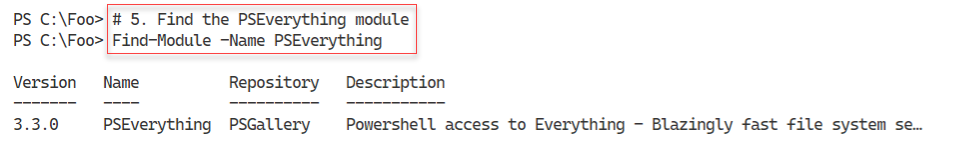 PS C:\Foo> # 5. Find the PSEverything module
PS C:\Foo> Find-Module -Name PSEverything
Version Name Repository Description
------- ---- ---------- -----------
3.3.0 PSEverything PSGallery Powershell access to Everything - Blazingly fast file system se…